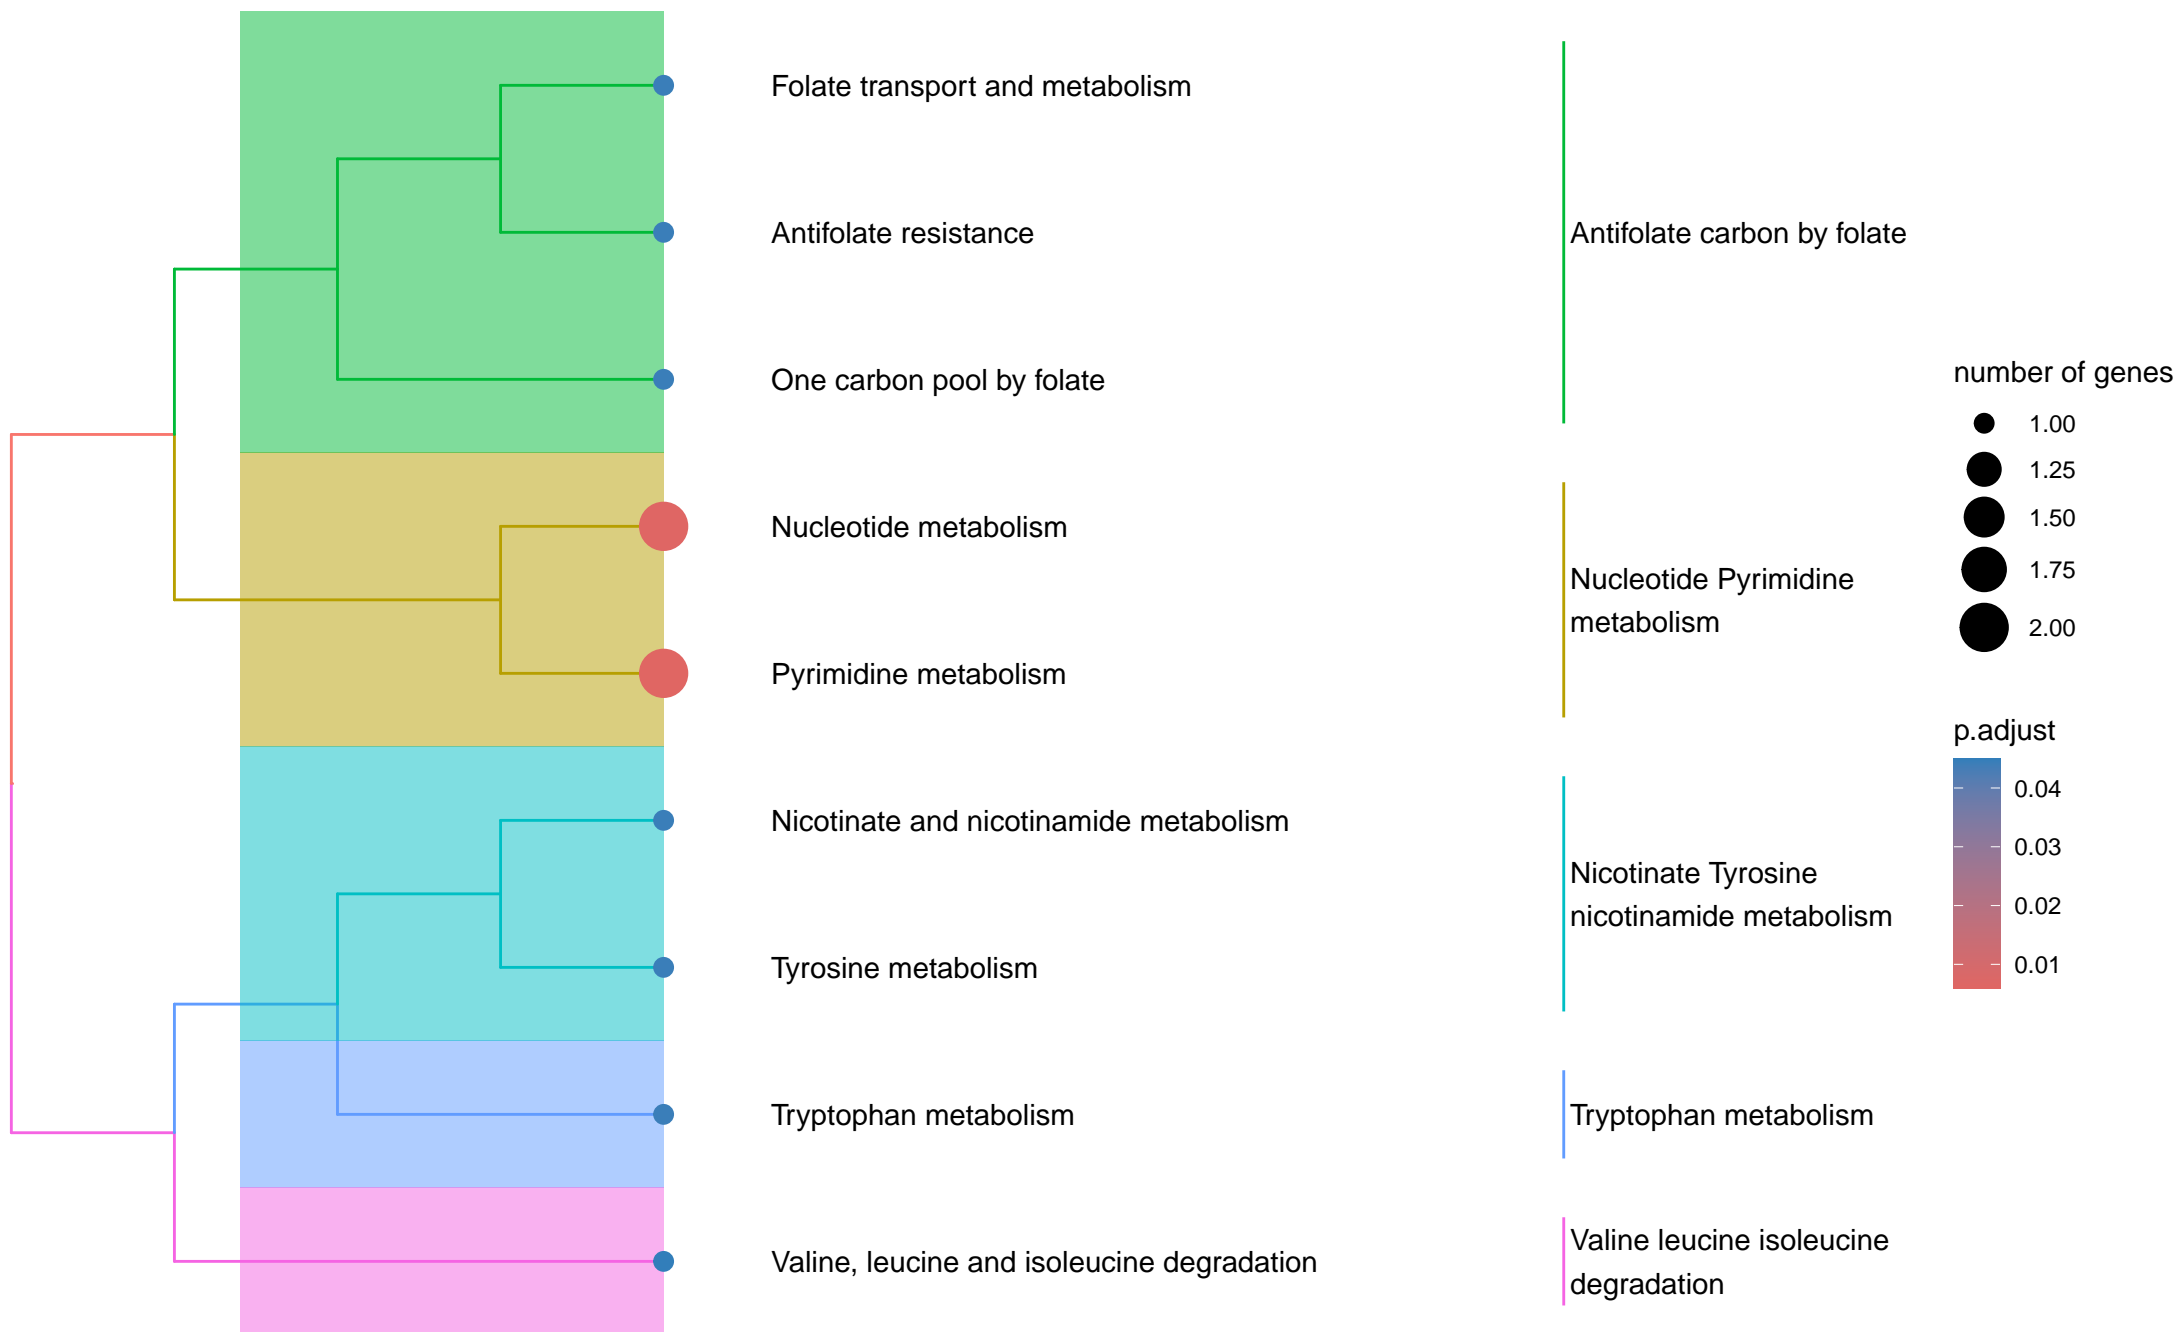 Folate transport and metabolism
Antifolate resistance
One carbon pool by folate
Nucleotide metabolism
Pyrimidine metabolism
Nicotinate and nicotinamide metabolism
Tyrosine metabolism
Tryptophan metabolism
Valine, leucine and isoleucine degradation
Antifolate carbon by folate
Nucleotide Pyrimidine
metabolism
Nicotinate Tyrosine
nicotinamide metabolism
Tryptophan metabolism
Valine leucine isoleucine
degradation
number of genes
1.00
1.25
1.50
1.75
2.00
p.adjust
0.04
0.03
0.02
0.01